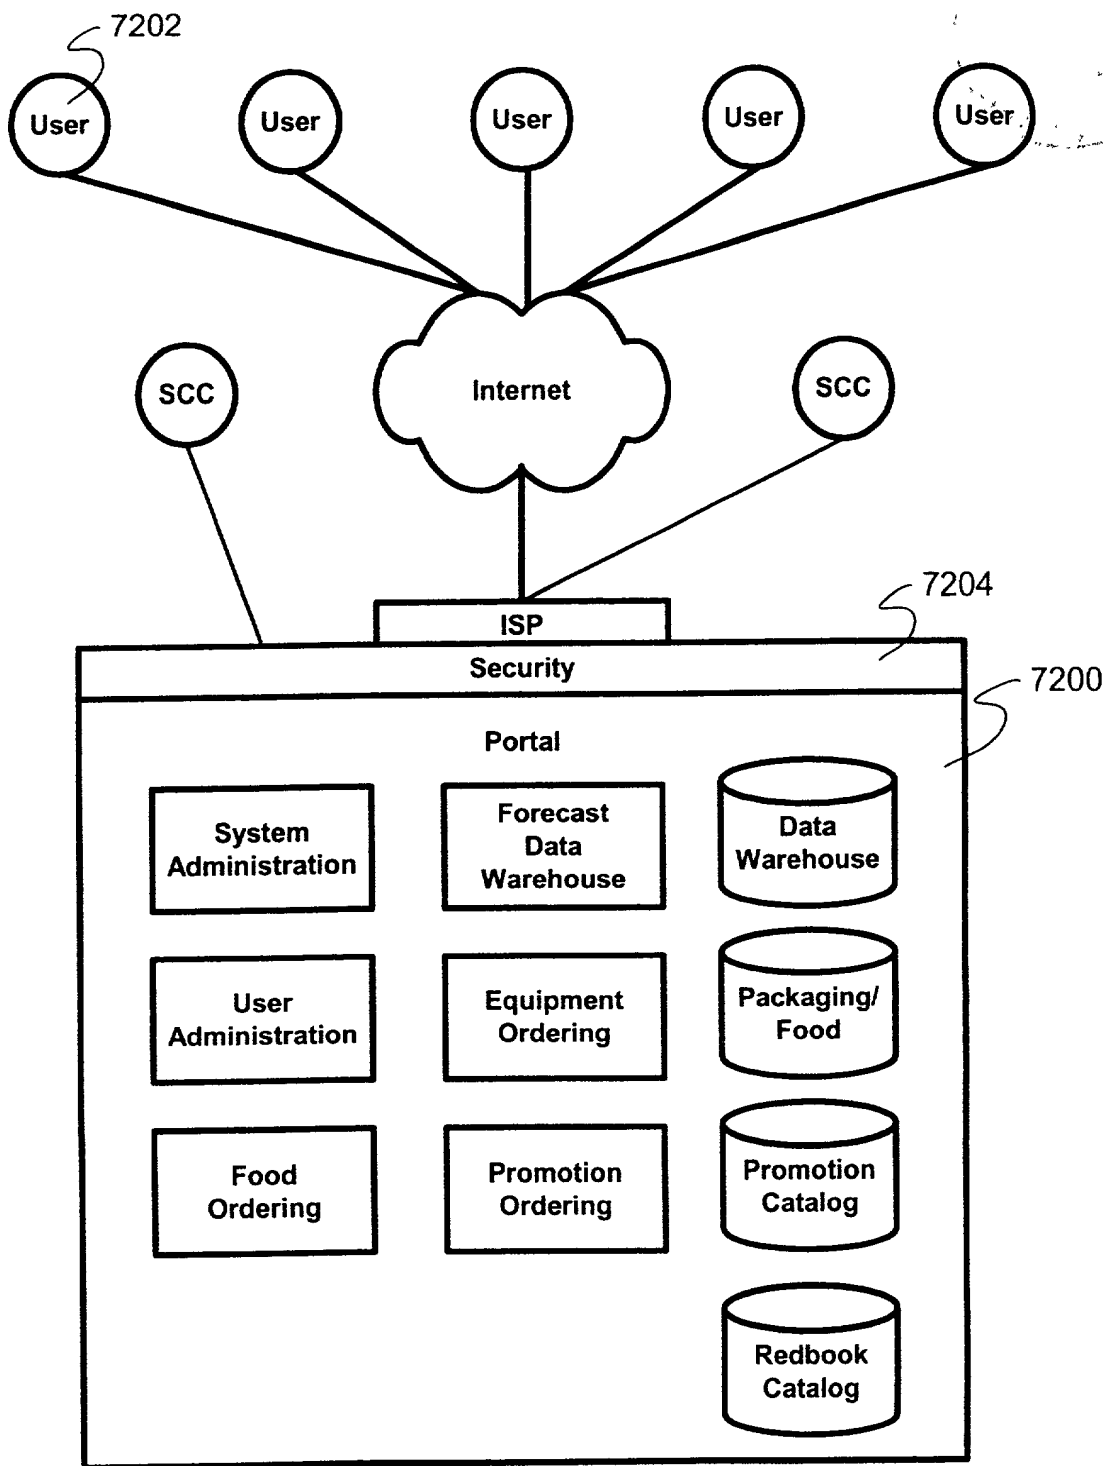 7202
User
User
User
User
User
Internet
SCC
SCC
7204
ISP
Security
7200
Portal
System
Administration
Forecast
Data
Warehouse
Data
Warehouse
User
Administration
Equipment
Ordering
Packaging/
Food
Food
Ordering
Promotion
Ordering
Promotion
Catalog
Redbook
Catalog